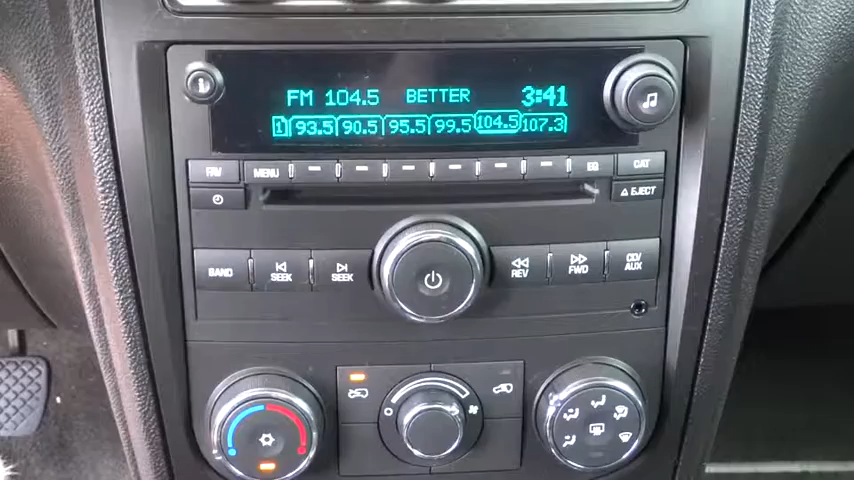 FM 104.5 BETTER 3:41
1 93.5 90.5 95.5 99.5 104.5 107.3
FAV MENU EQ CAT
EJECT
BAND SEEK SEEK REV FWD CD/AUX